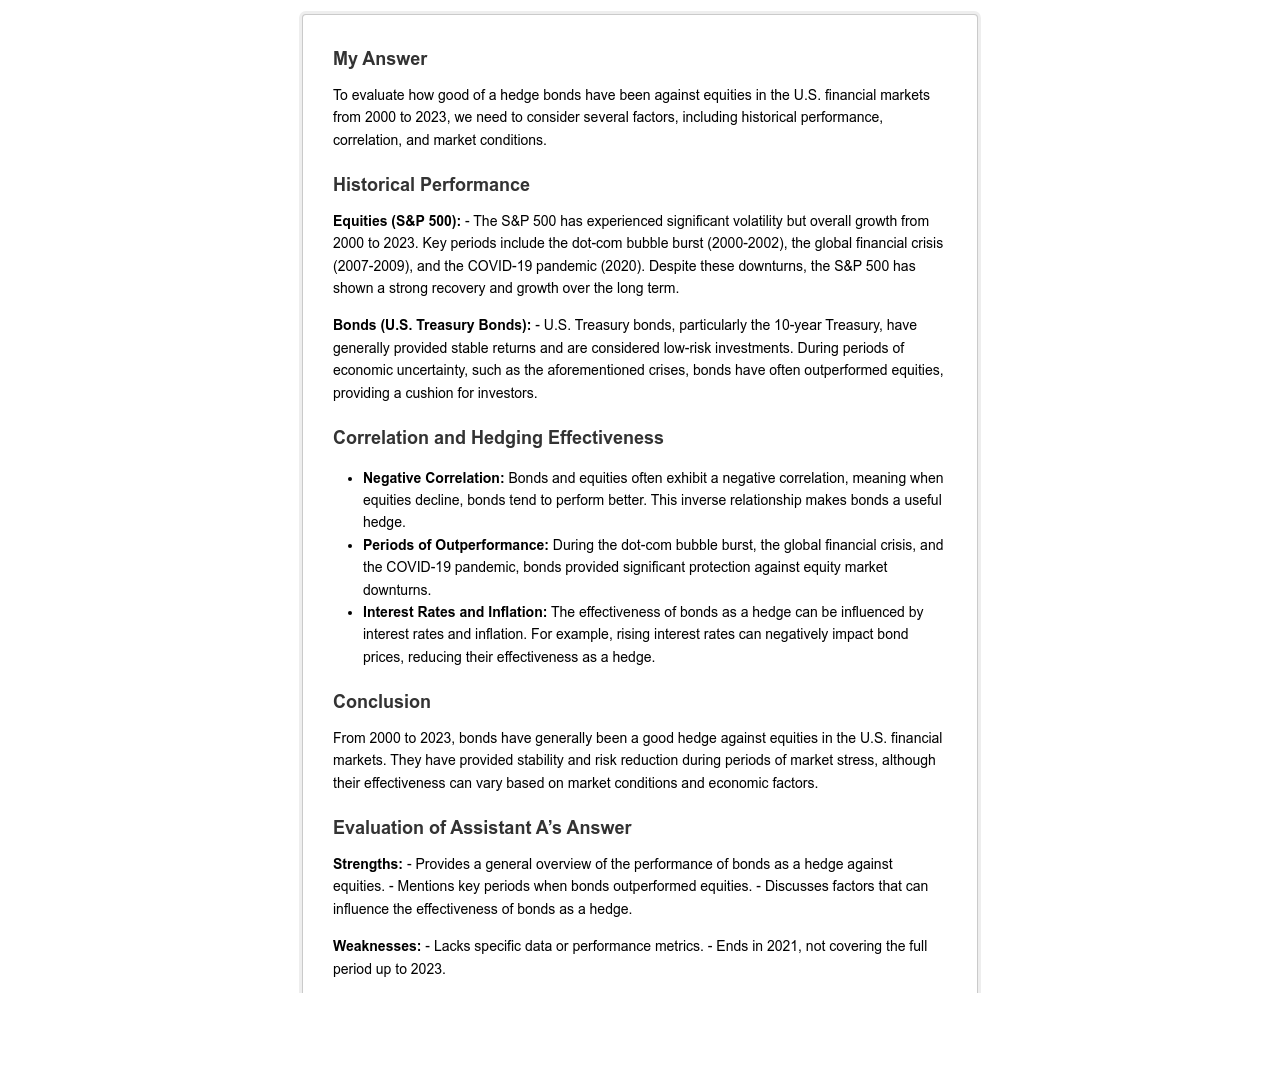 My Answer
To evaluate how good of a hedge bonds have been against equities in the U.S. financial markets
from 2000 to 2023, we need to consider several factors, including historical performance,
correlation, and market conditions.
Historical Performance
Equities (S&P 500): - The S&P 500 has experienced significant volatility but overall growth from
2000 to 2023. Key periods include the dot-com bubble burst (2000-2002), the global financial crisis
(2007-2009), and the COVID-19 pandemic (2020). Despite these downturns, the S&P 500 has
shown a strong recovery and growth over the long term.
Bonds (U.S. Treasury Bonds): - U.S. Treasury bonds, particularly the 10-year Treasury, have
generally provided stable returns and are considered low-risk investments. During periods of
economic uncertainty, such as the aforementioned crises, bonds have often outperformed equities,
providing a cushion for investors.
Correlation and Hedging Effectiveness
• Negative Correlation: Bonds and equities often exhibit a negative correlation, meaning when
equities decline, bonds tend to perform better. This inverse relationship makes bonds a useful
hedge.
• Periods of Outperformance: During the dot-com bubble burst, the global financial crisis, and
the COVID-19 pandemic, bonds provided significant protection against equity market
downturns.
• Interest Rates and Inflation: The effectiveness of bonds as a hedge can be influenced by
interest rates and inflation. For example, rising interest rates can negatively impact bond
prices, reducing their effectiveness as a hedge.
Conclusion
From 2000 to 2023, bonds have generally been a good hedge against equities in the U.S. financial
markets. They have provided stability and risk reduction during periods of market stress, although
their effectiveness can vary based on market conditions and economic factors.
Evaluation of Assistant A’s Answer
Strengths: - Provides a general overview of the performance of bonds as a hedge against
equities. - Mentions key periods when bonds outperformed equities. - Discusses factors that can
influence the effectiveness of bonds as a hedge.
Weaknesses: - Lacks specific data or performance metrics. - Ends in 2021, not covering the full
period up to 2023.